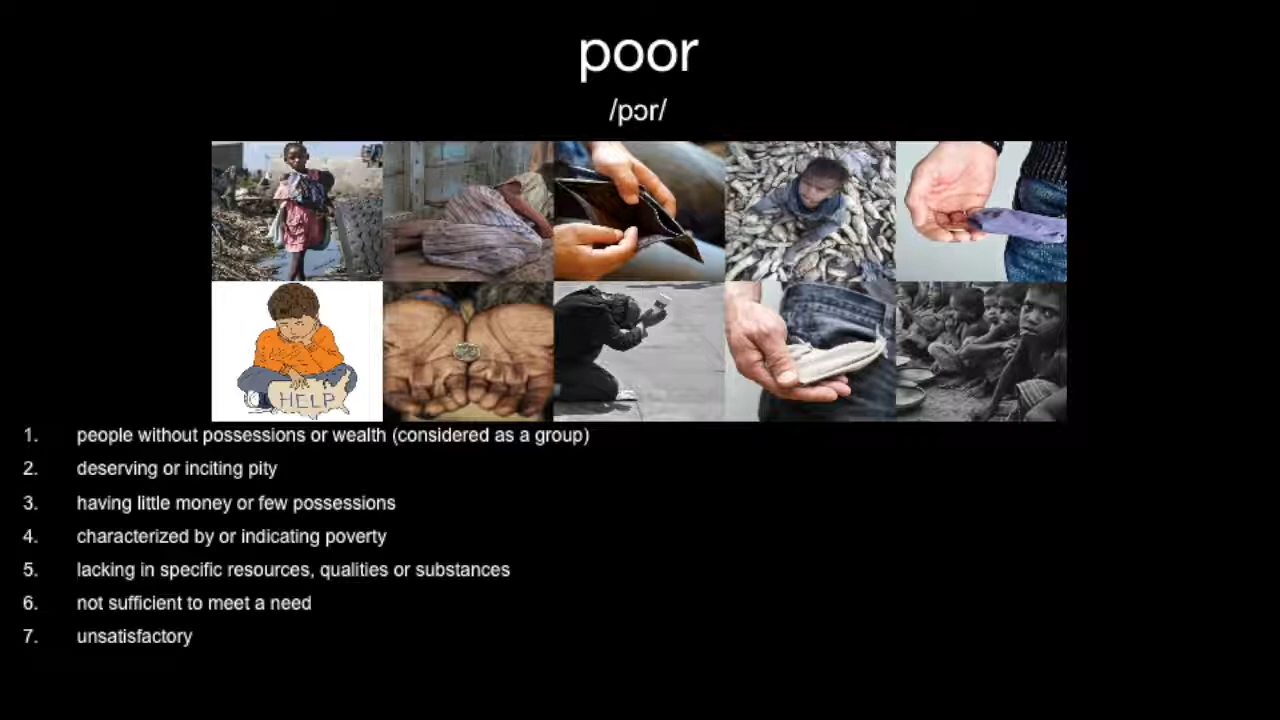 poor
/pɔr/
HELP
1. people without possessions or wealth (considered as a group)
2. deserving or inciting pity
3. having little money or few possessions
4. characterized by or indicating poverty
5. lacking in specific resources, qualities or substances
6. not sufficient to meet a need
7. unsatisfactory